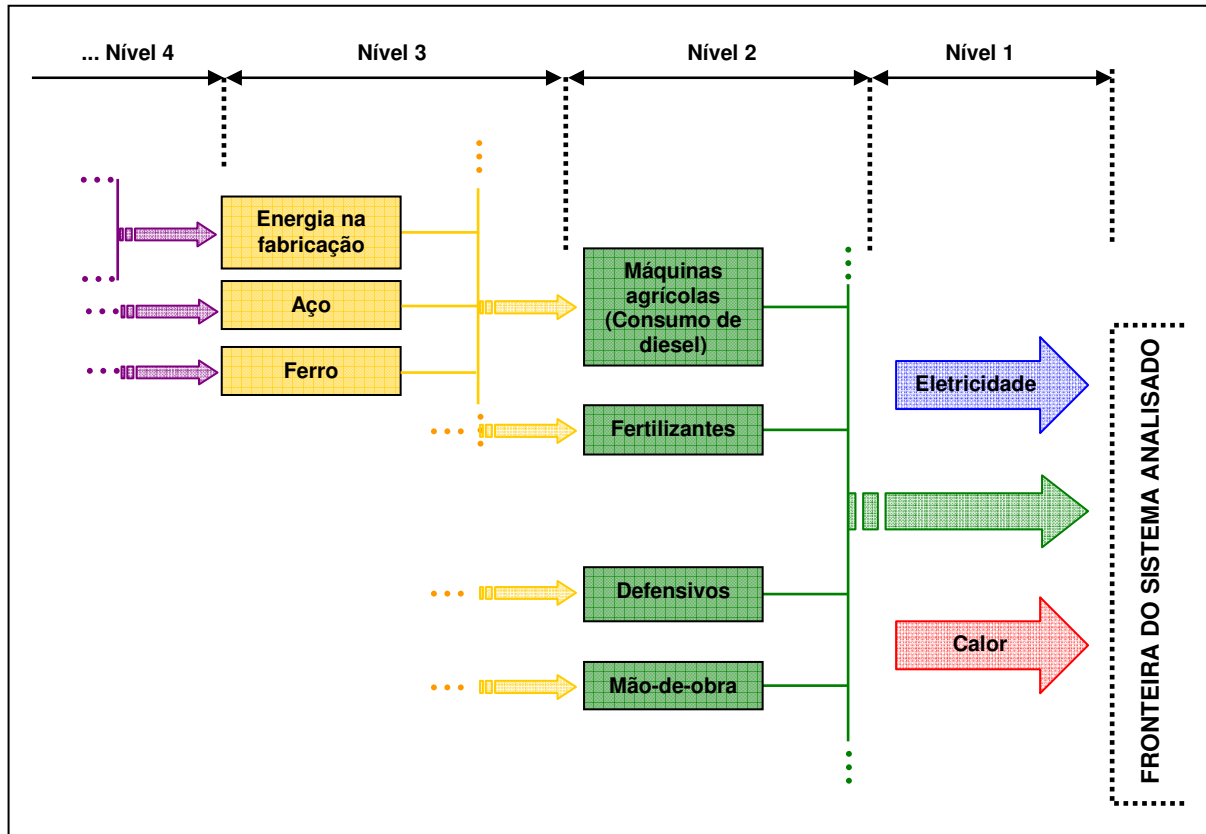 ... Nível 4
Nível 3
Nível 2
Nível 1
Energia na
fabricação
Aço
Ferro
Máquinas
agrícolas
(Consumo de
diesel)
Fertilizantes
Defensivos
Mão-de-obra
Eletricidade
Calor
FRONTEIRA DO SISTEMA ANALISADO